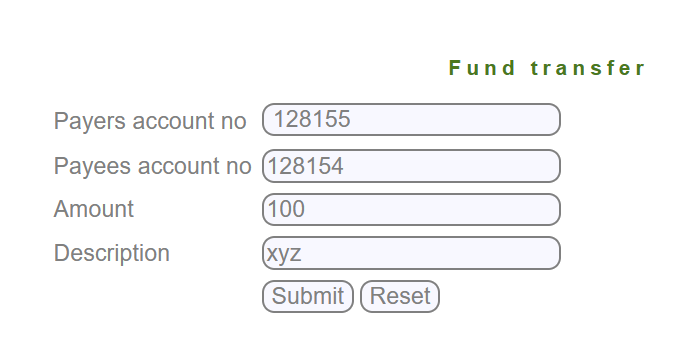 Fund transfer
Payers account no 128155
Payees account no 128154
Amount 100
Description xyz
Submit Reset